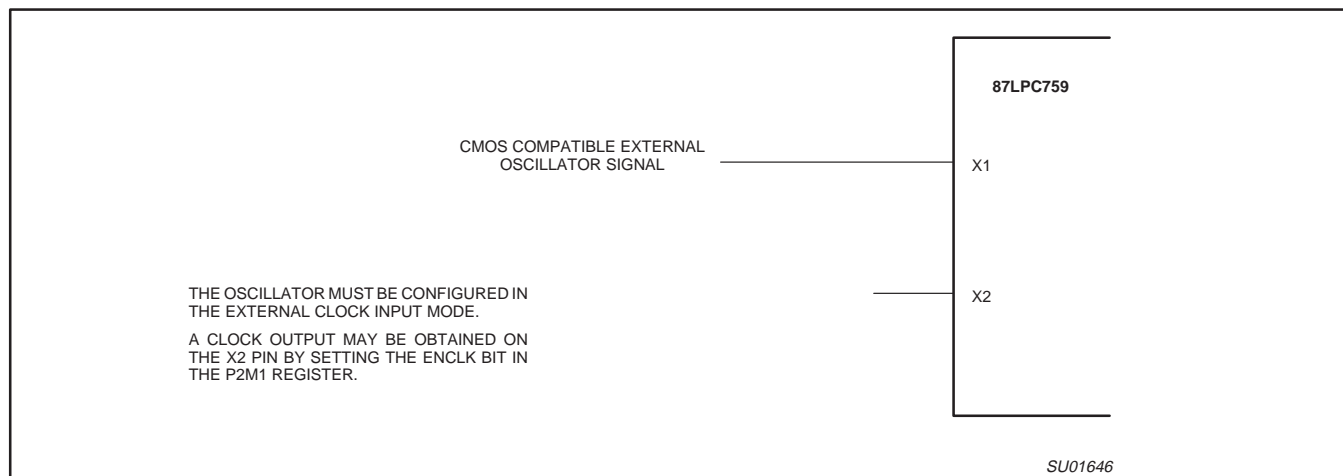 87LPC759
CMOS COMPATIBLE EXTERNAL
OSCILLATOR SIGNAL
X1
THE OSCILLATOR MUST BE CONFIGURED IN
THE EXTERNAL CLOCK INPUT MODE.
X2
A CLOCK OUTPUT MAY BE OBTAINED ON
THE X2 PIN BY SETTING THE ENCLK BIT IN
THE P2M1 REGISTER.
SU01646